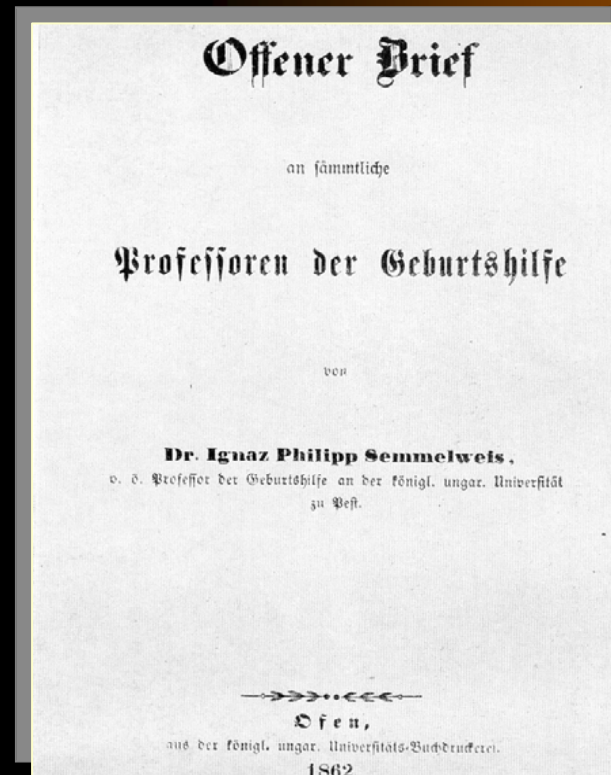 Offener Brief
an sämmtliche
Professoren der Geburtshilfe
von
Dr. Ignaz Philipp Semmelweis,
o. ö. Professor der Geburtshilfe an der königl. ungar. Universität
zu Pest.
Ofen,
aus der königl. ungar. Universitäts-Buchdruckerei.
1862